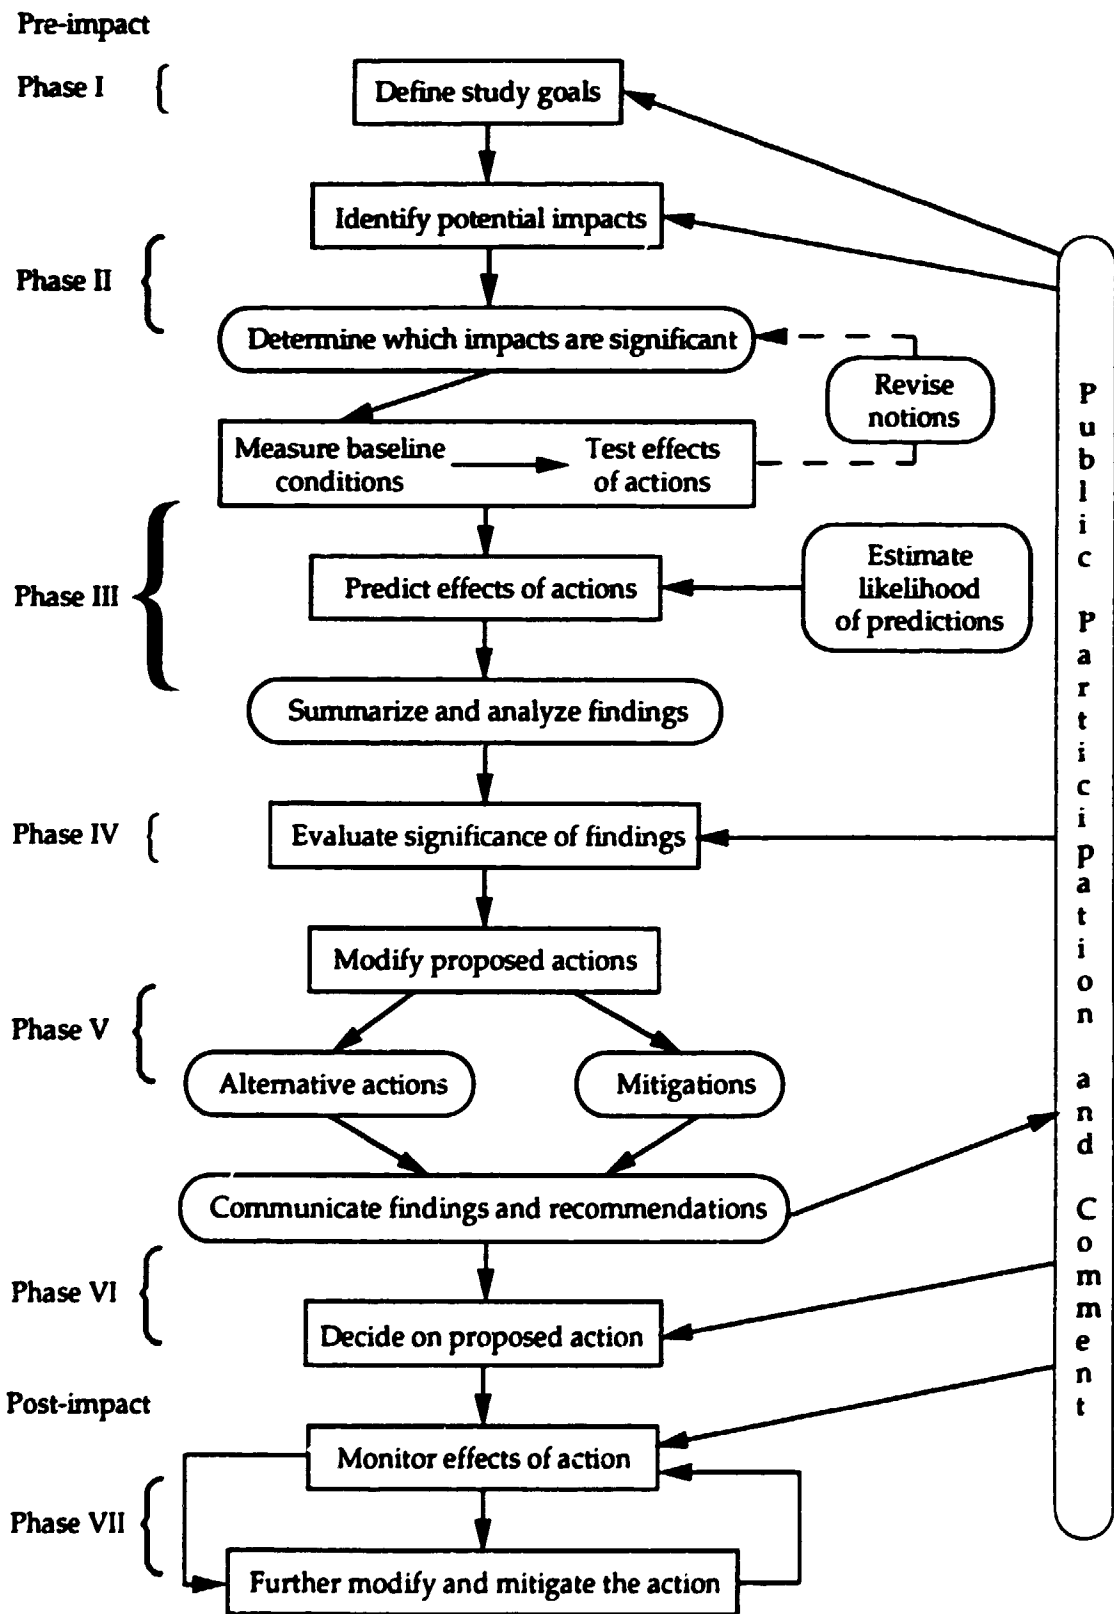 Pre-impact
Phase I
Define study goals
Identify potential impacts
Phase II
Determine which impacts are significant
Revise
notions
Measure baseline
conditions
Test effects
of actions
Phase III
Predict effects of actions
Estimate
likelihood
of predictions
Summarize and analyze findings
Phase IV
Evaluate significance of findings
Modify proposed actions
Phase V
Alternative actions
Mitigations
Communicate findings and recommendations
Phase VI
Decide on proposed action
Post-impact
Monitor effects of action
Phase VII
Further modify and mitigate the action
Public Participation and Comment